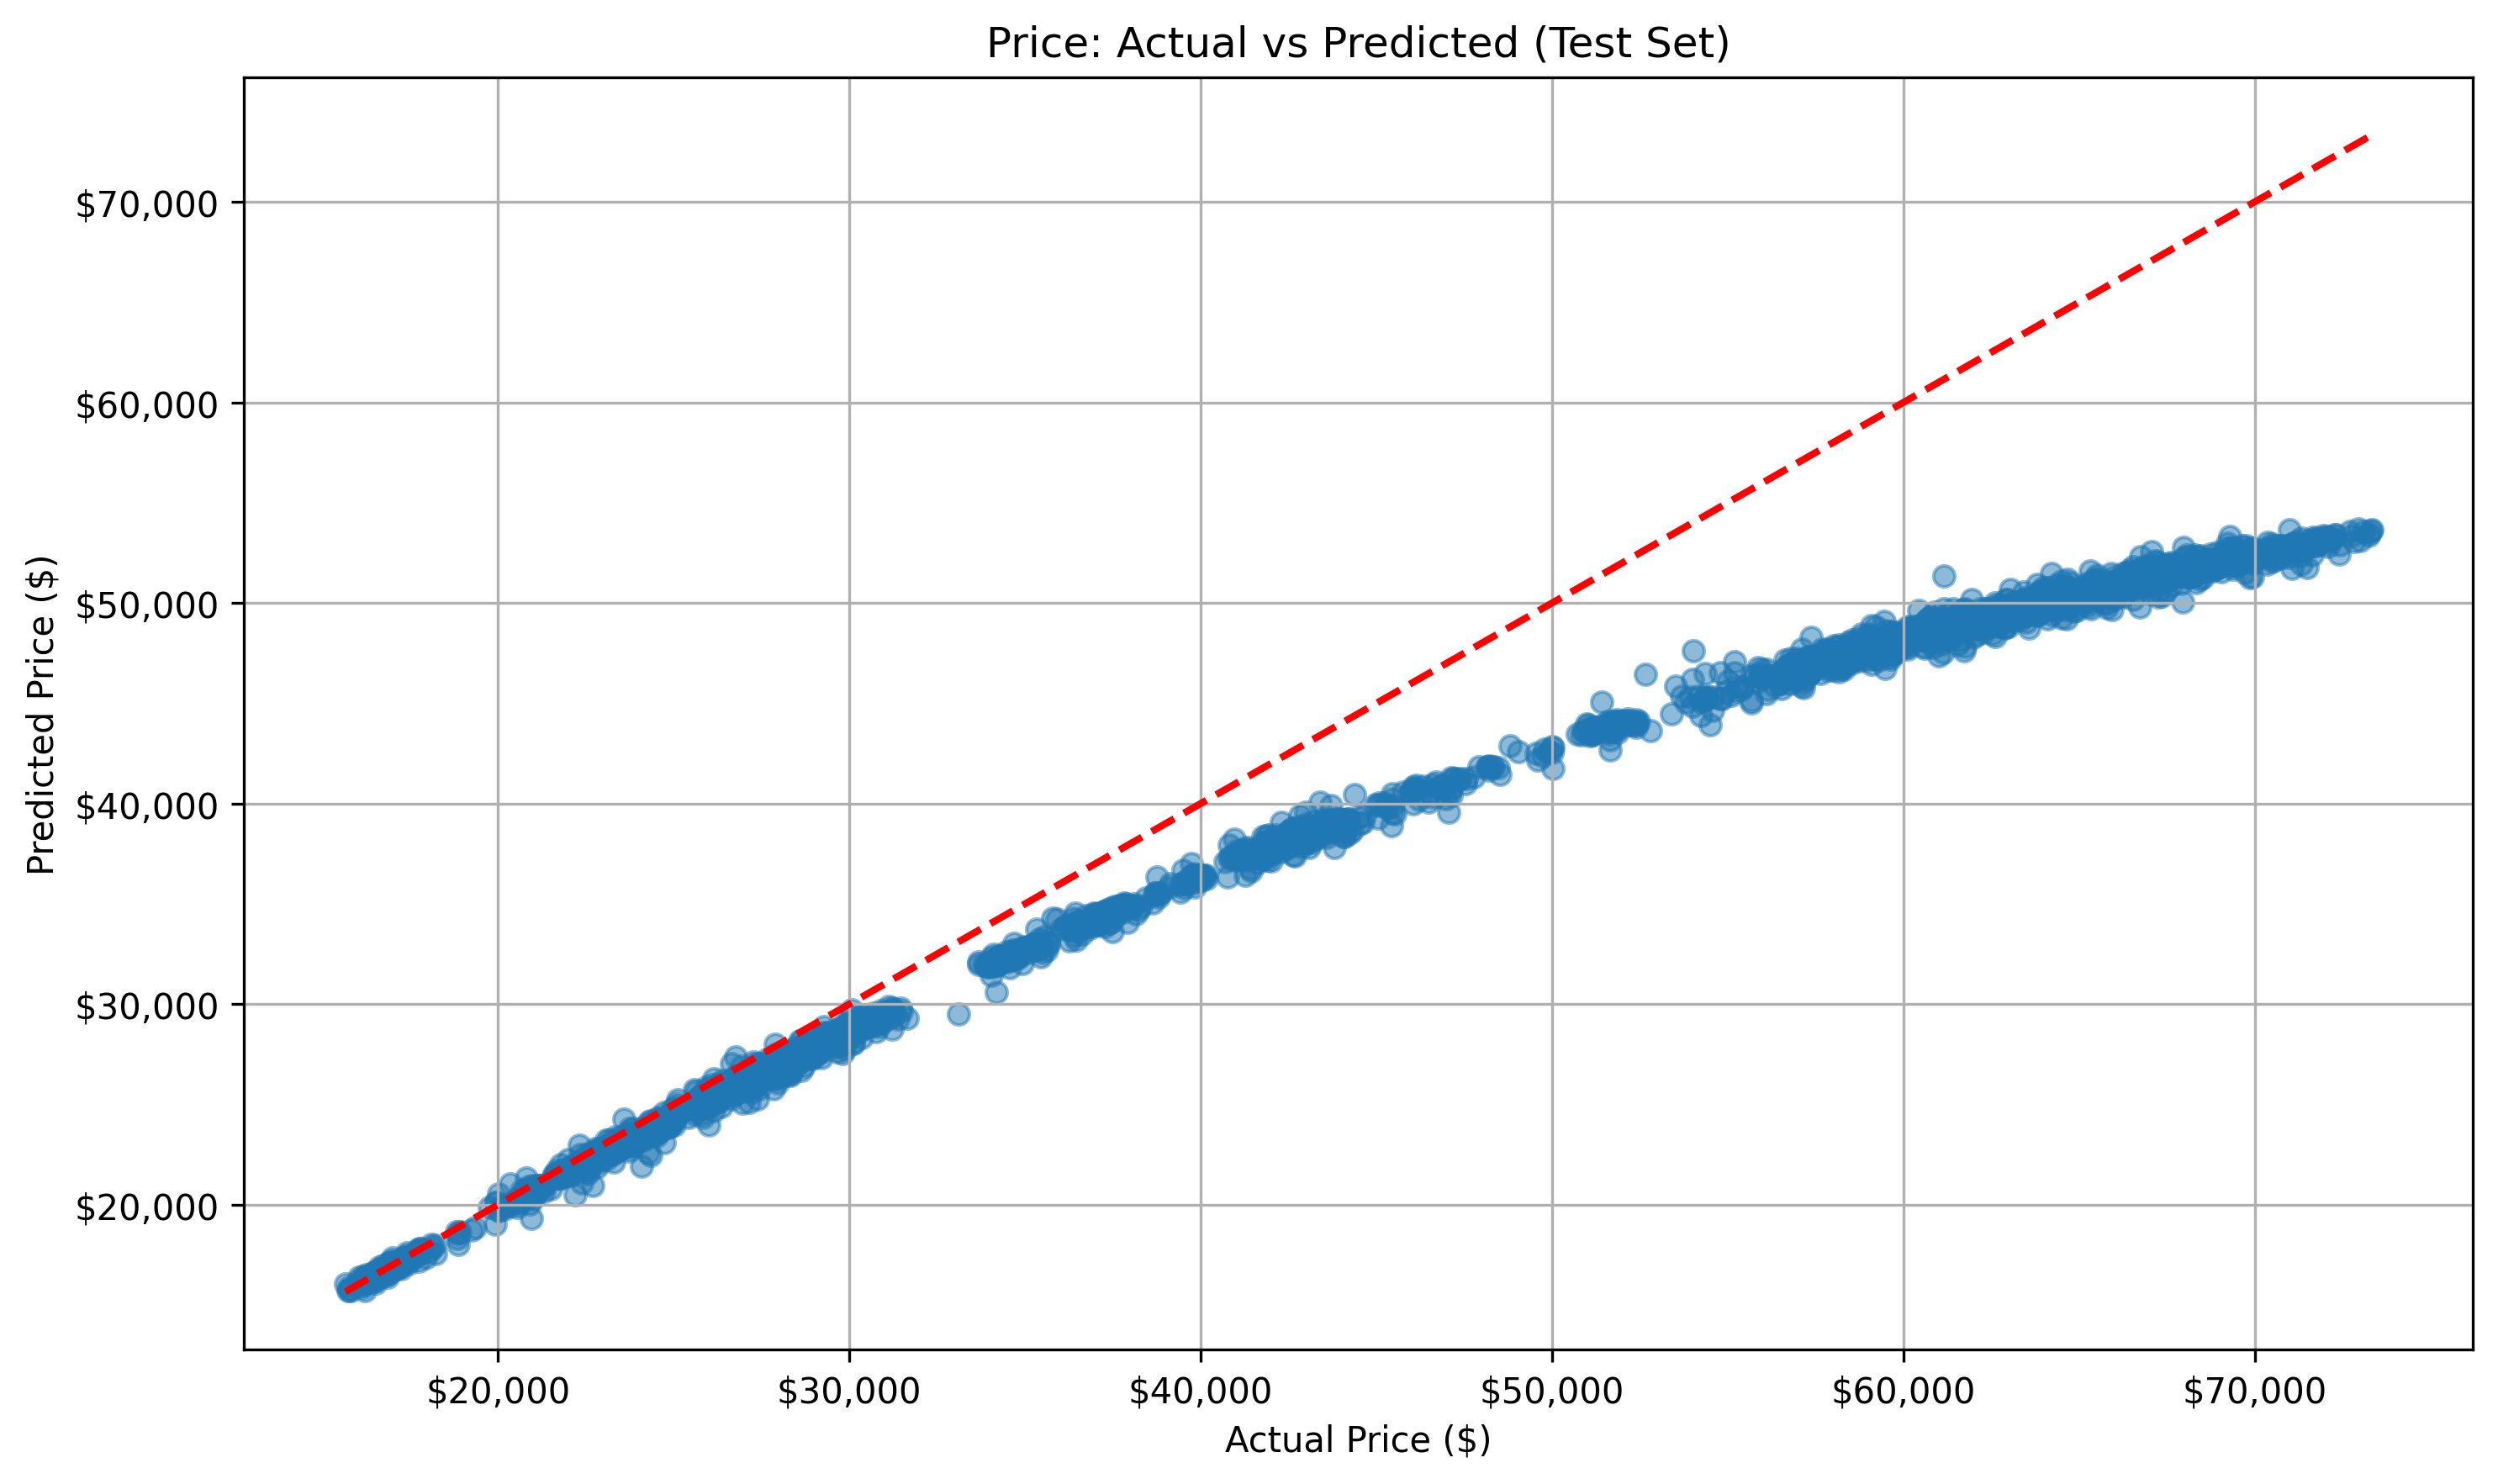 Price: Actual vs Predicted (Test Set)
Predicted Price ($)
$70,000
$60,000
$50,000
$40,000
$30,000
$20,000
$20,000 $30,000 $40,000 $50,000 $60,000 $70,000
Actual Price ($)